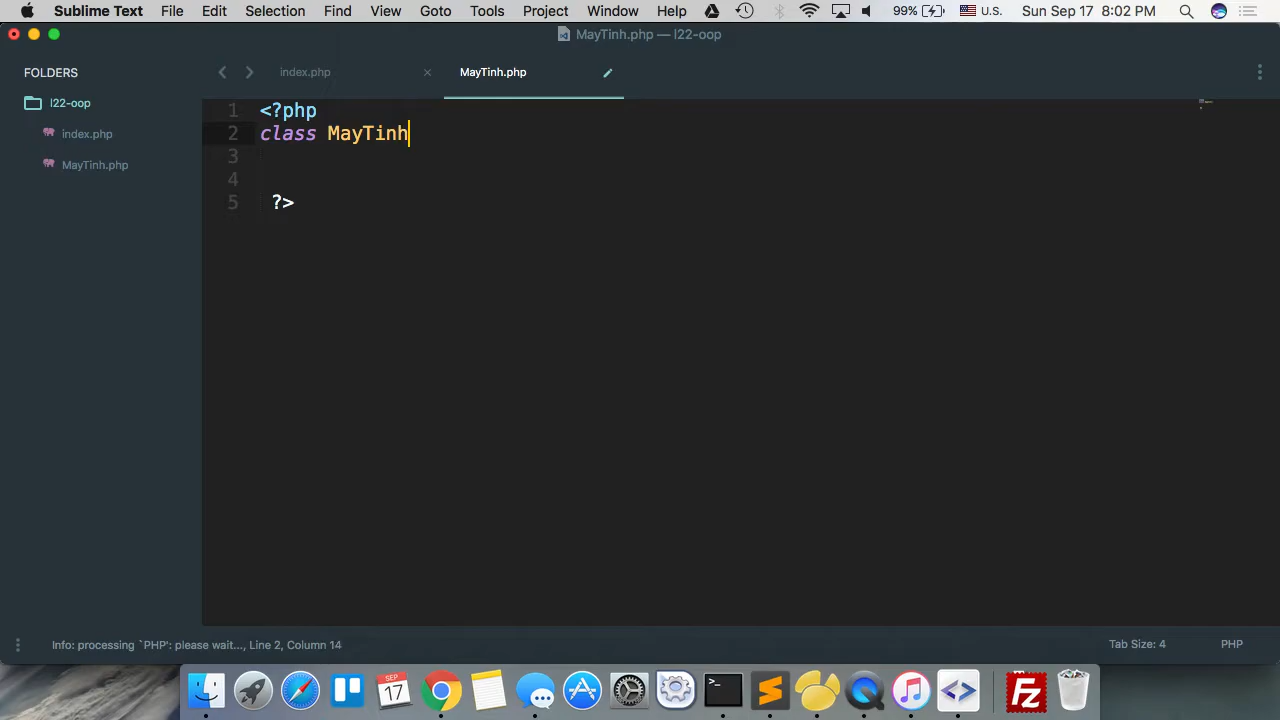 Sublime Text File Edit Selection Find View Goto Tools Project Window Help 99% U.S. Sun Sep 17 8:02 PM
MayTinh.php — l22-oop
FOLDERS
l22-oop
index.php
MayTinh.php
index.php MayTinh.php
1 <?php
2 class MayTinh
3
4
5 ?>
Info: processing `PHP': please wait..., Line 2, Column 14 Tab Size: 4 PHP
SEP
17